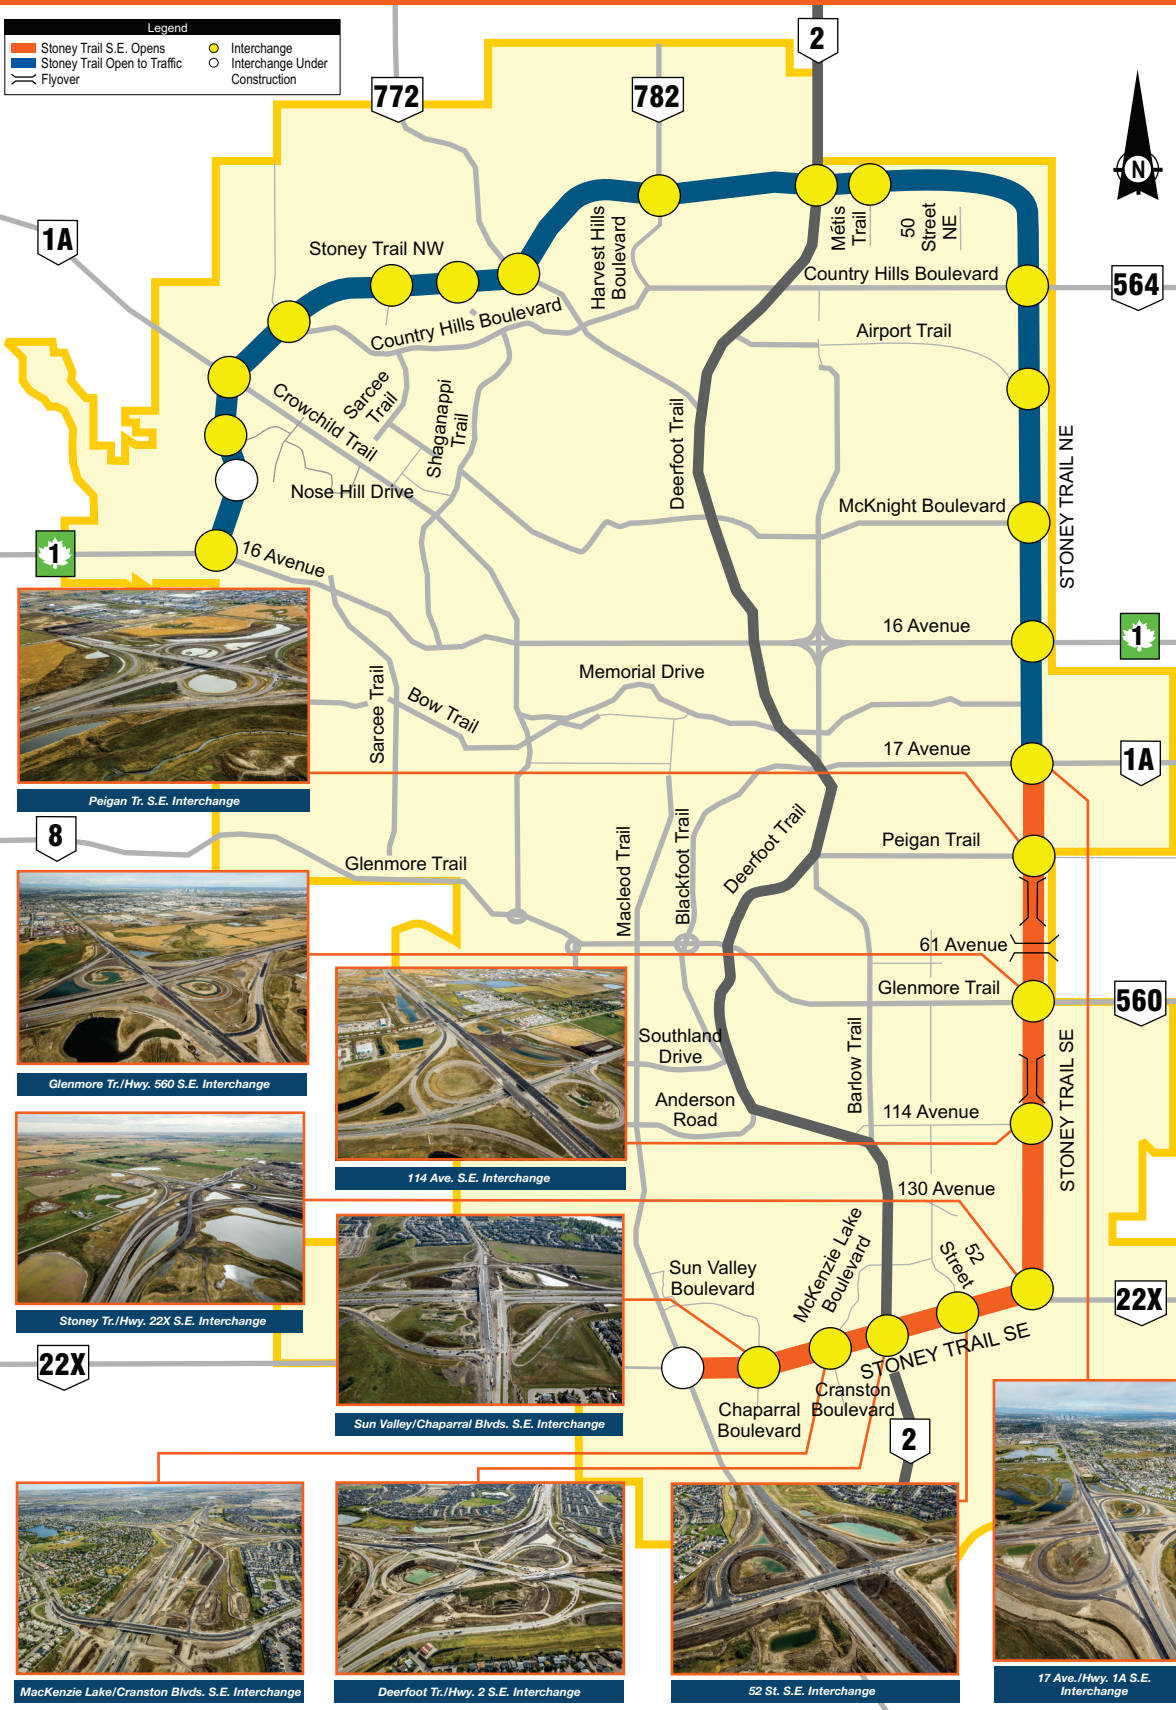 Legend
Stoney Trail S.E. Opens
Stoney Trail Open to Traffic
Flyover
Interchange
Interchange Under
Construction
2
772
782
N
1A
Stoney Trail NW
Harvest Hills
Boulevard
Métis
Trail
50
Street
NE
Country Hills Boulevard
564
Country Hills Boulevard
Airport Trail
Sarcee
Trail
Crowchild Trail
Shaganappi
Trail
Deerfoot Trail
STONEY TRAIL NE
Nose Hill Drive
McKnight Boulevard
1
16 Avenue
16 Avenue
1
Memorial Drive
Sarcee Trail
Bow Trail
17 Avenue
1A
Peigan Tr. S.E. Interchange
8
Glenmore Trail
Macleod Trail
Blackfoot Trail
Deerfoot Trail
Peigan Trail
61 Avenue
Glenmore Trail
560
Southland
Drive
Barlow Trail
STONEY TRAIL SE
Glenmore Tr./Hwy. 560 S.E. Interchange
Anderson
Road
114 Avenue
114 Ave. S.E. Interchange
130 Avenue
McKenzie Lake
Boulevard
52
Street
Sun Valley
Boulevard
22X
Stoney Tr./Hwy. 22X S.E. Interchange
STONEY TRAIL SE
22X
Cranston
Boulevard
Chaparral
Boulevard
Sun Valley/Chaparral Blvds. S.E. Interchange
2
MacKenzie Lake/Cranston Blvds. S.E. Interchange
Deerfoot Tr./Hwy. 2 S.E. Interchange
52 St. S.E. Interchange
17 Ave./Hwy. 1A S.E.
Interchange